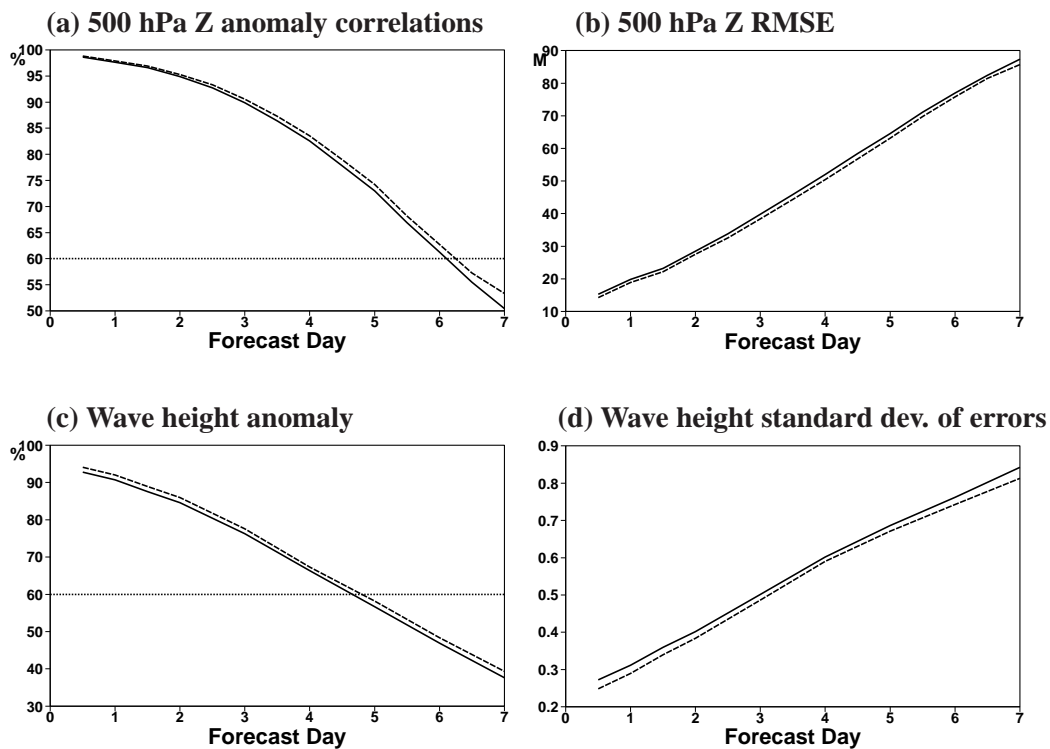 (a) 500 hPa Z anomaly correlations
%
100
95
90
85
80
75
70
65
60
55
50
0 1 2 3 4 5 6 7
Forecast Day
(b) 500 hPa Z RMSE
M
90
80
70
60
50
40
30
20
10
0 1 2 3 4 5 6 7
Forecast Day
(c) Wave height anomaly
%
100
90
80
70
60
50
40
30
0 1 2 3 4 5 6 7
Forecast Day
(d) Wave height standard dev. of errors
0.9
0.8
0.7
0.6
0.5
0.4
0.3
0.2
0 1 2 3 4 5 6 7
Forecast Day